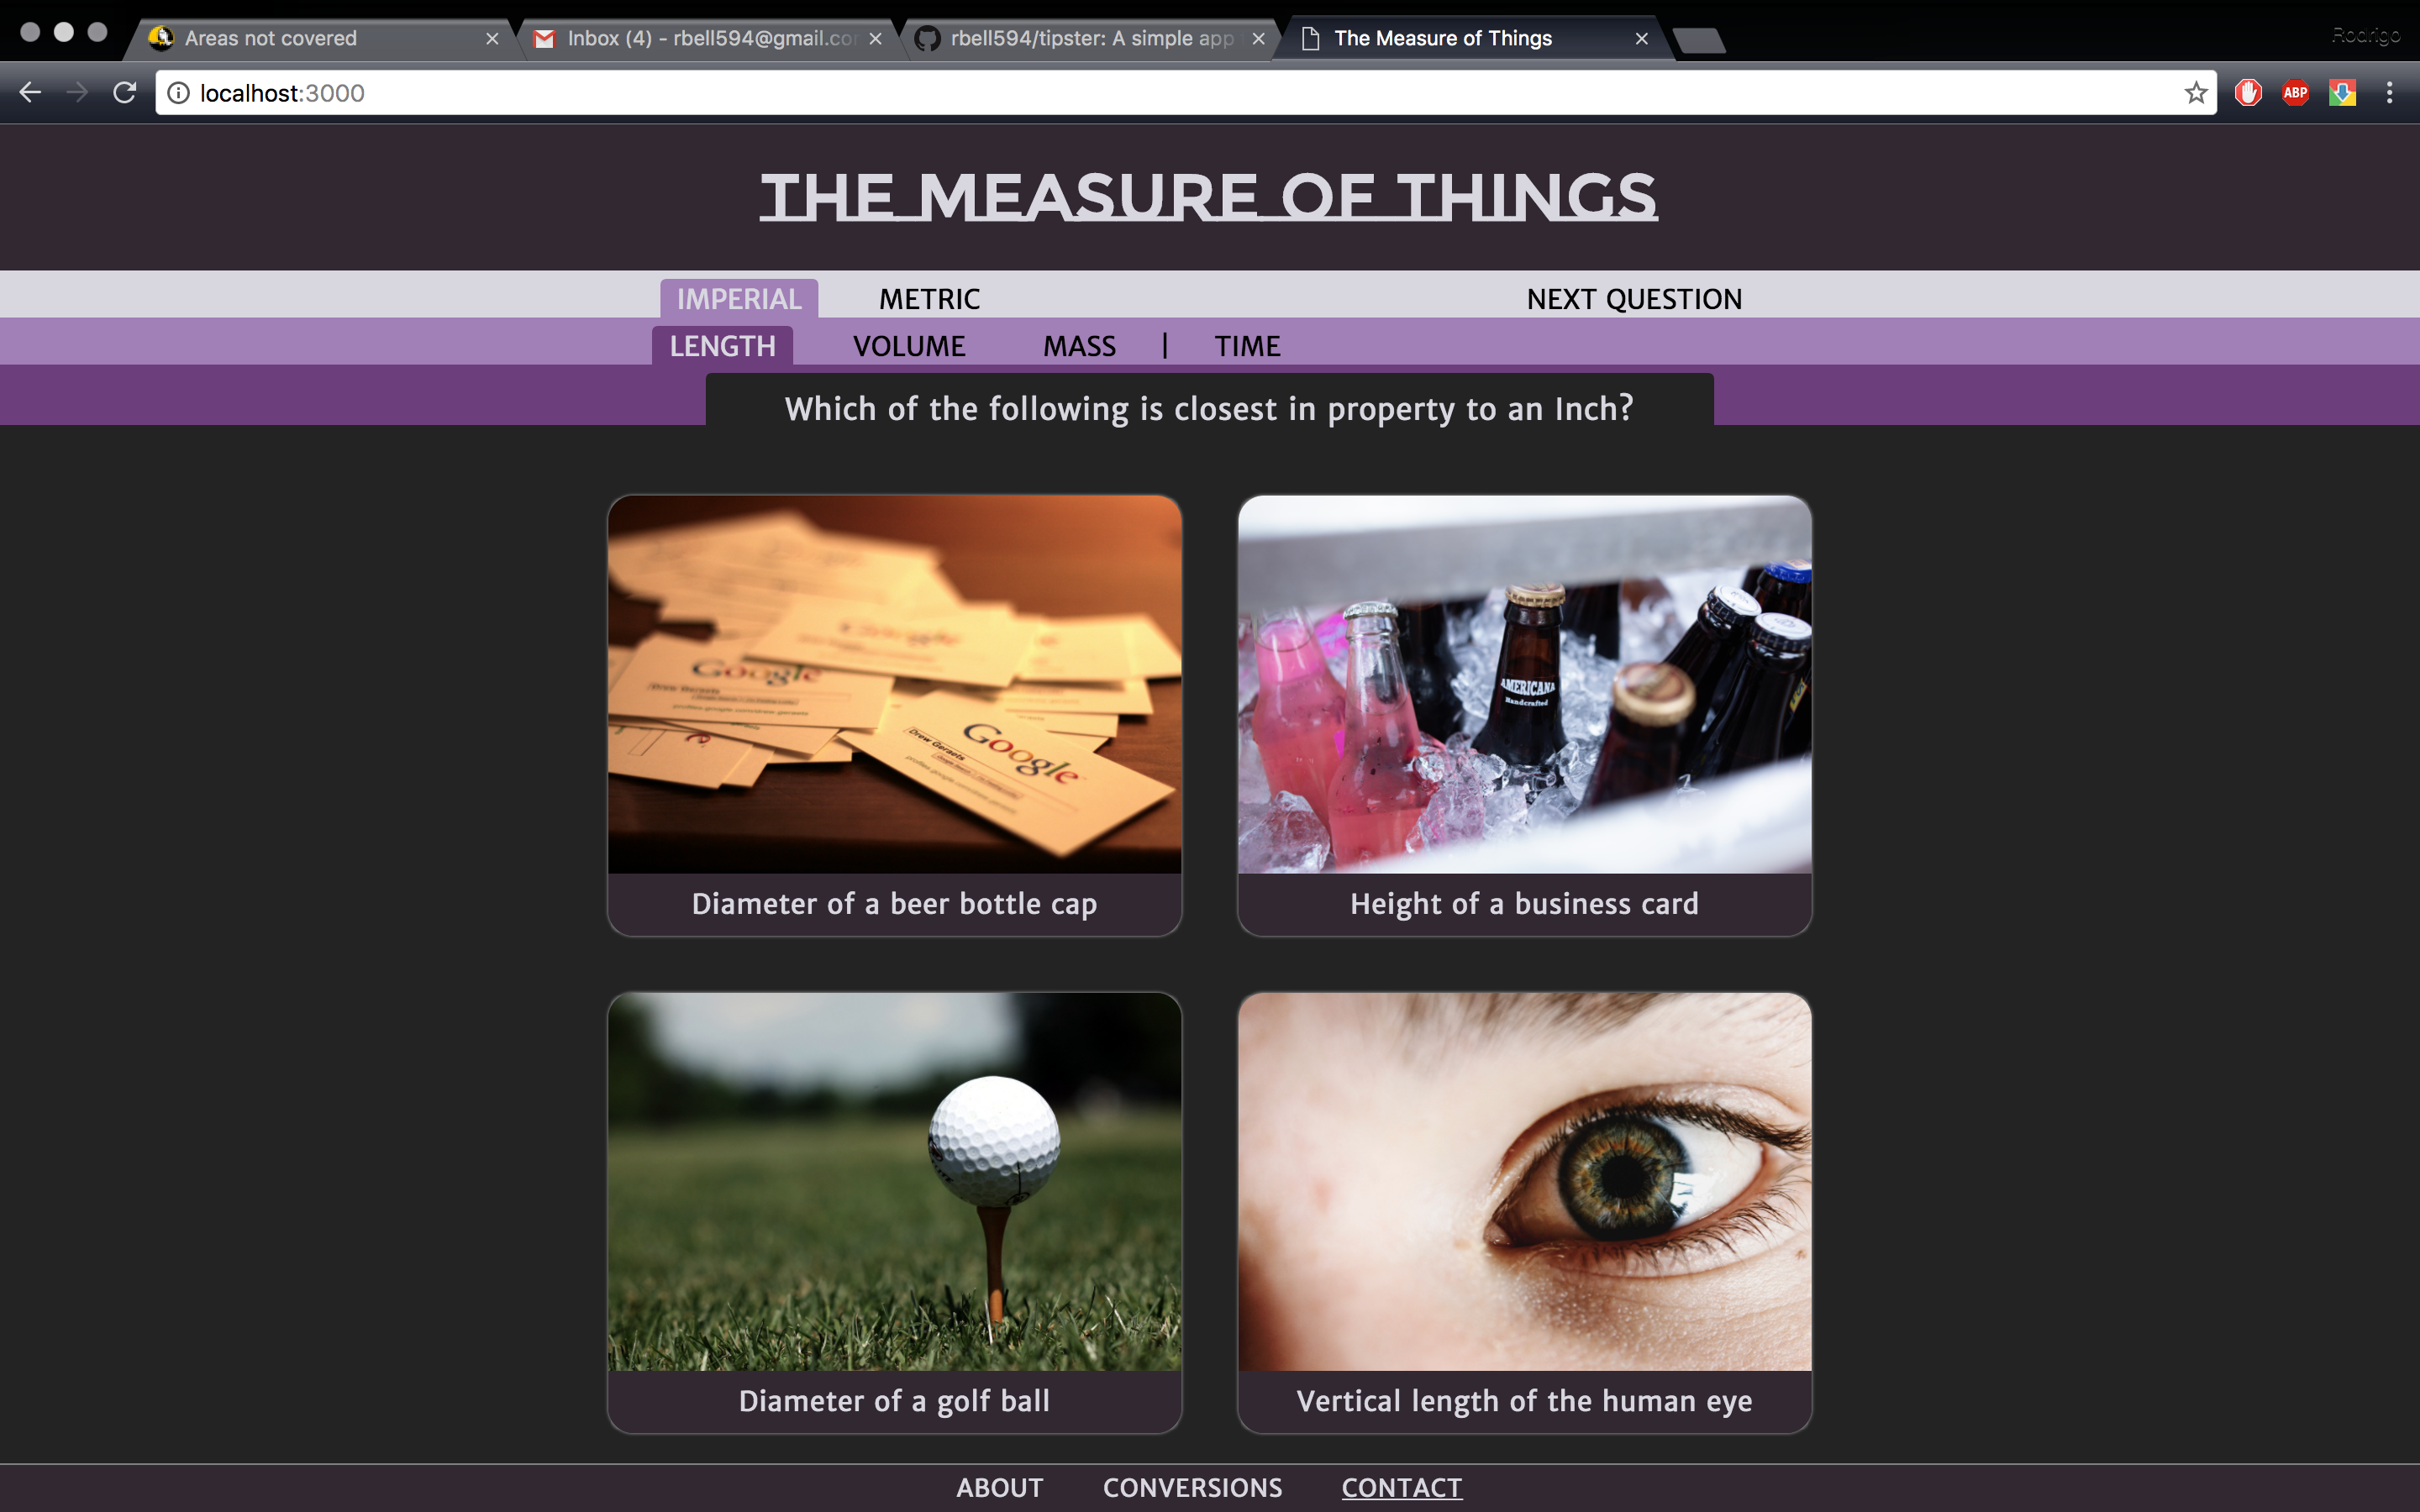 Areas not covered
Inbox (4) - rbell594@gmail.co
rbell594/tipster: A simple app
The Measure of Things
Rodrigo
localhost:3000
ABP
THE MEASURE OF THINGS
IMPERIAL METRIC NEXT QUESTION
LENGTH VOLUME MASS | TIME
Which of the following is closest in property to an Inch?
Google
Google
Drew Geraets
AMERICANA
Handcrafted
Diameter of a beer bottle cap
Height of a business card
Diameter of a golf ball
Vertical length of the human eye
ABOUT CONVERSIONS CONTACT